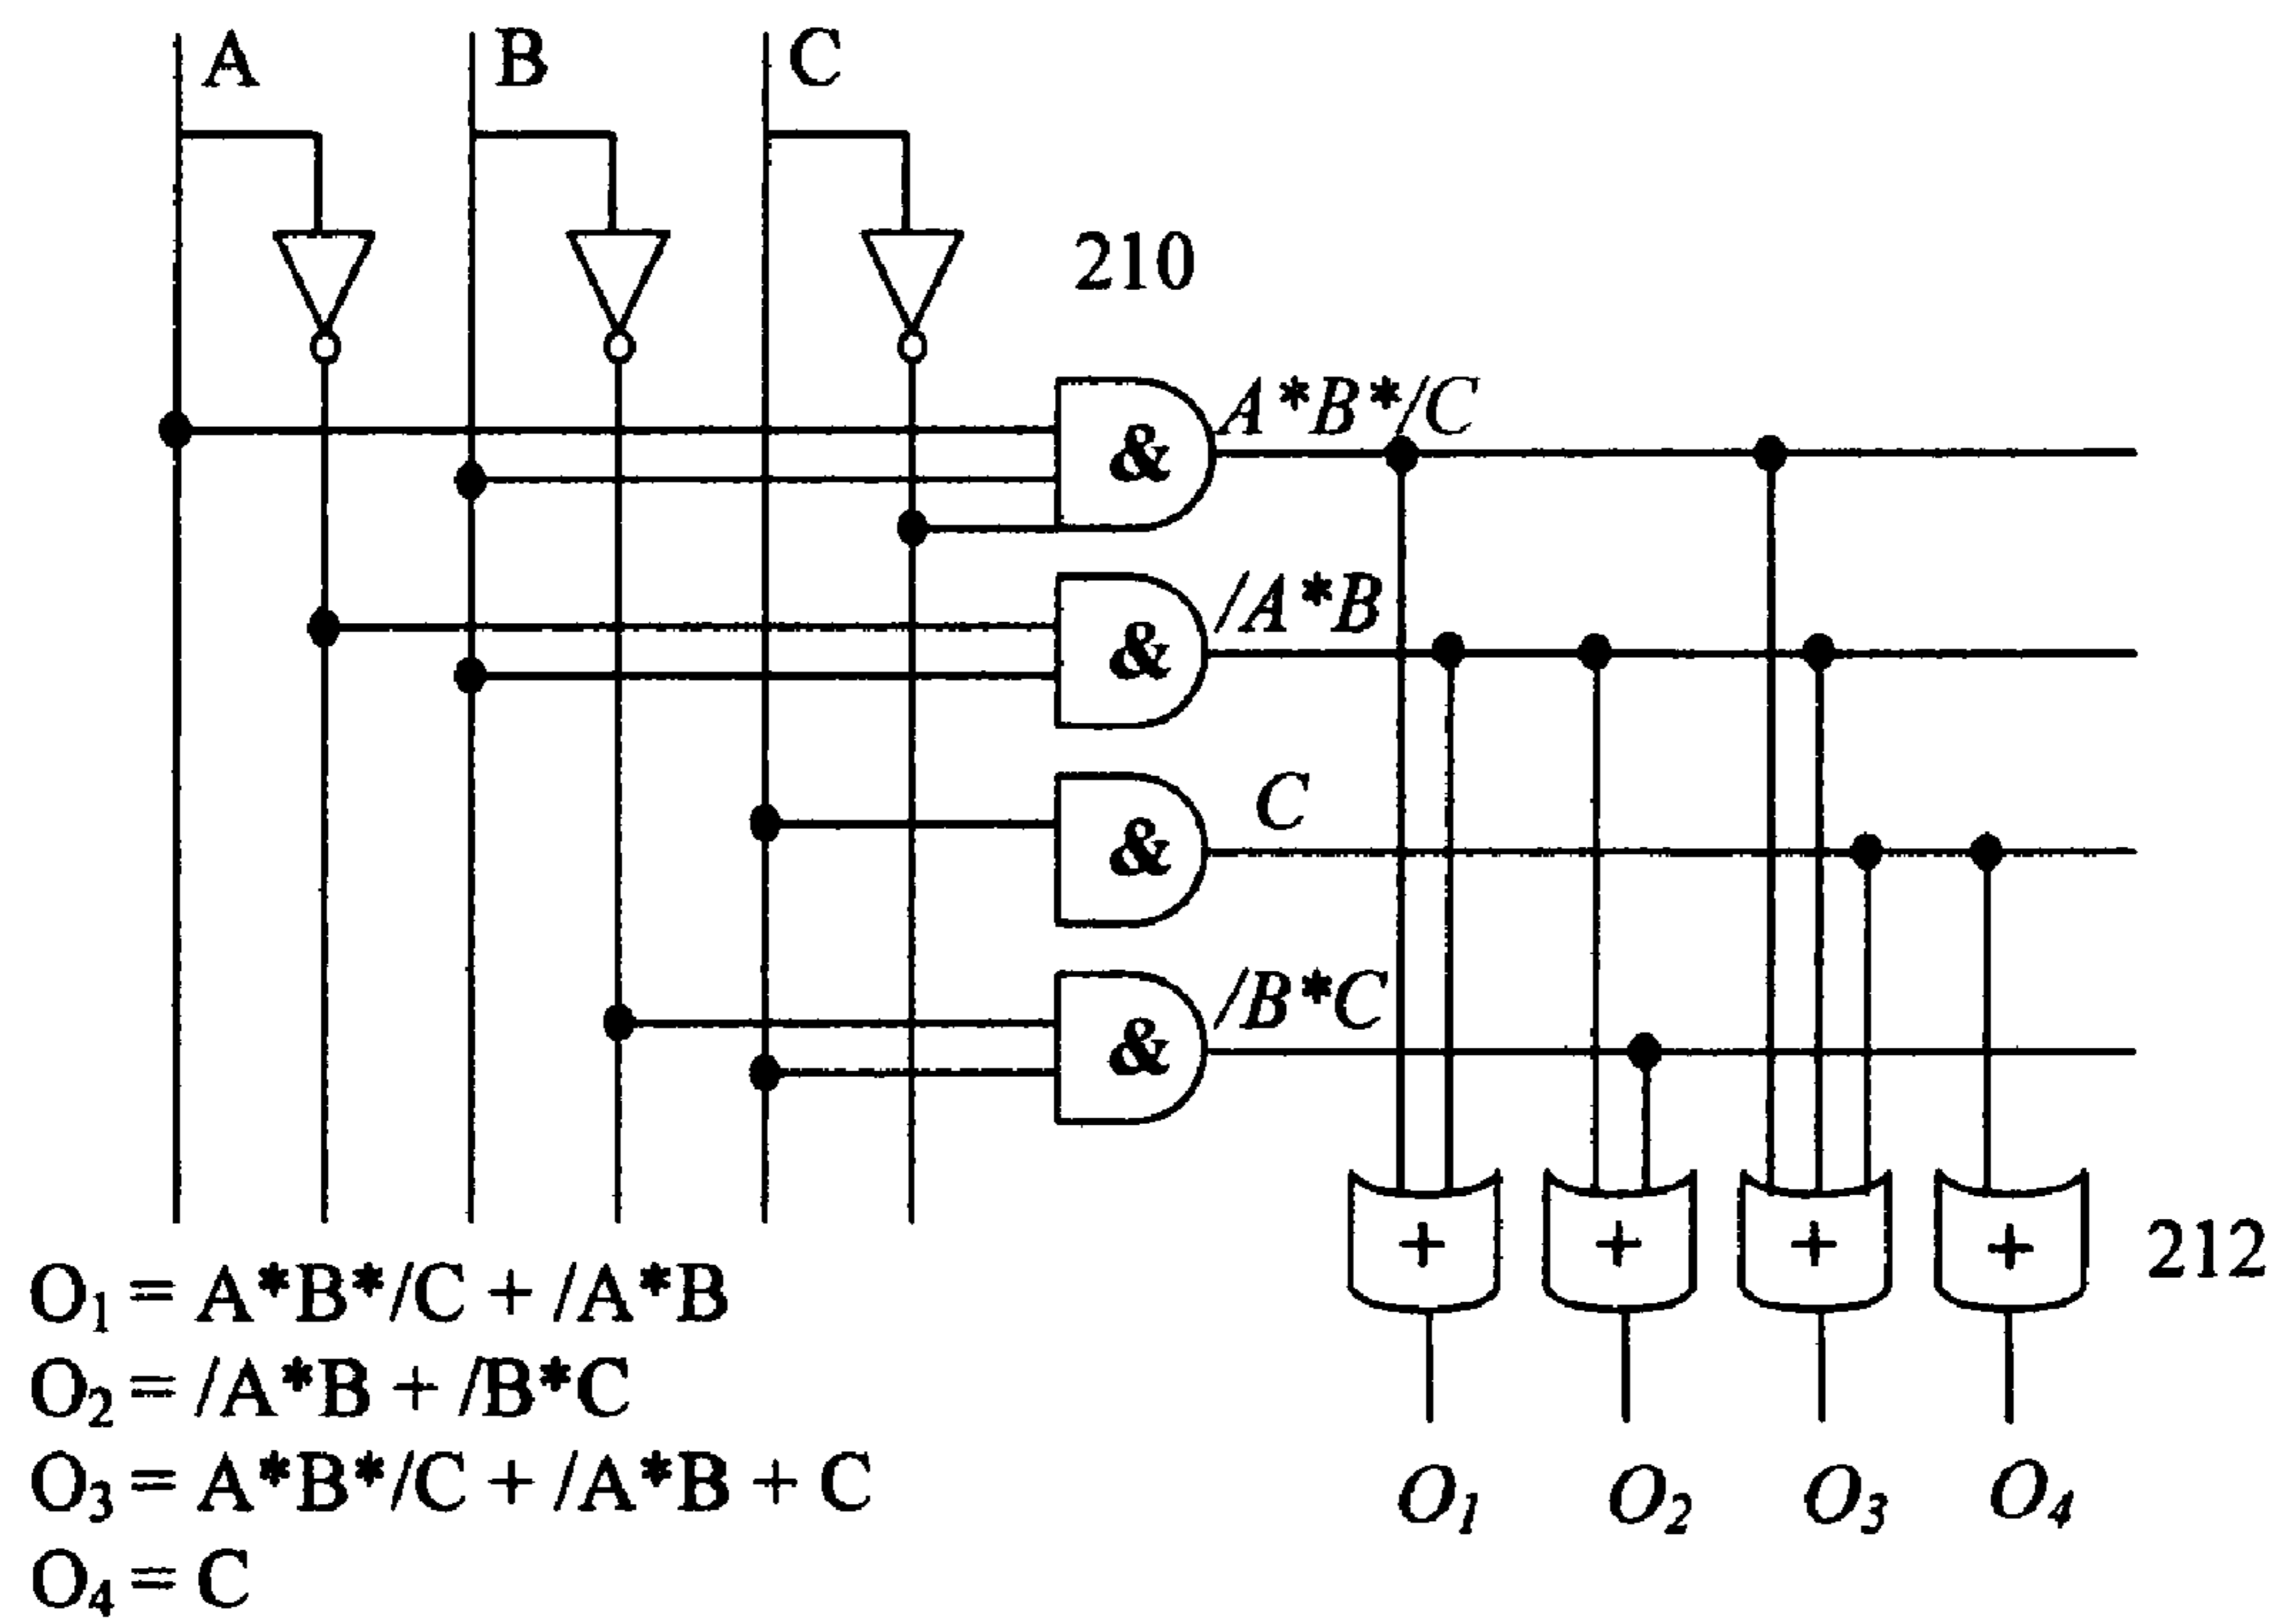 A B C
210
A*B*/C
&
/A*B
&
C
&
/B*C
&
+ + + +
212
O₁ = A*B*/C + /A*B
O₂ = /A*B + /B*C
O₃ = A*B*/C + /A*B + C
O₄ = C
O₁ O₂ O₃ O₄